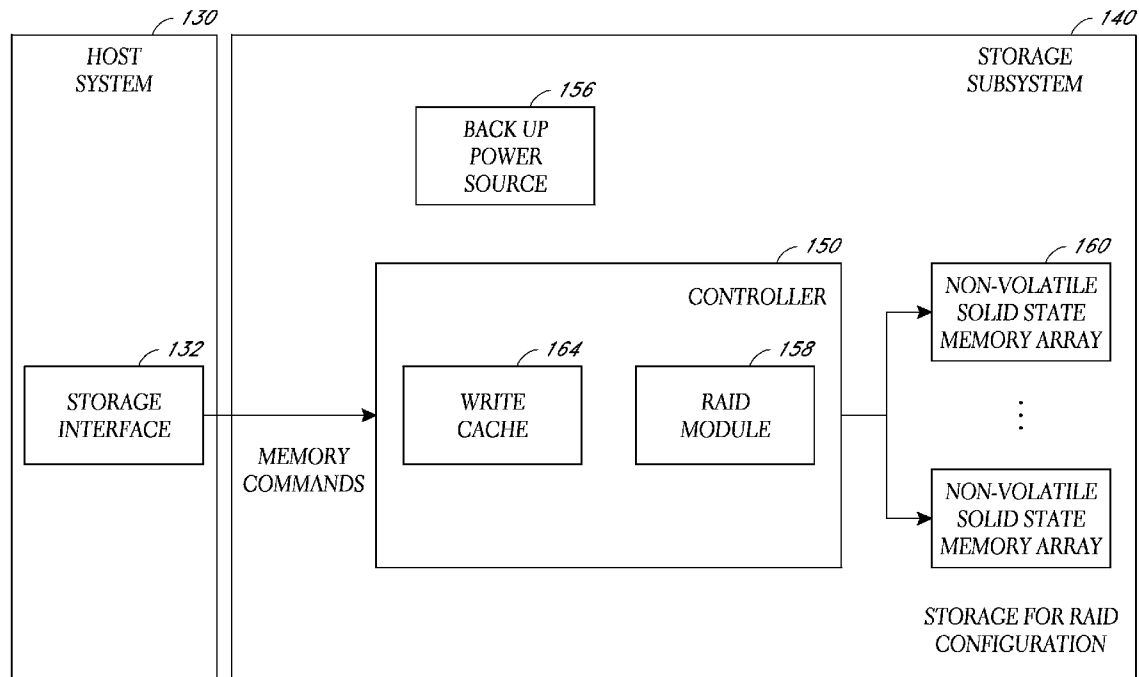 130
HOST
SYSTEM
140
STORAGE
SUBSYSTEM
156
BACK UP
POWER
SOURCE
150
CONTROLLER
160
NON-VOLATILE
SOLID STATE
MEMORY ARRAY
132
STORAGE
INTERFACE
MEMORY
COMMANDS
164
WRITE
CACHE
158
RAID
MODULE
NON-VOLATILE
SOLID STATE
MEMORY ARRAY
STORAGE FOR RAID
CONFIGURATION